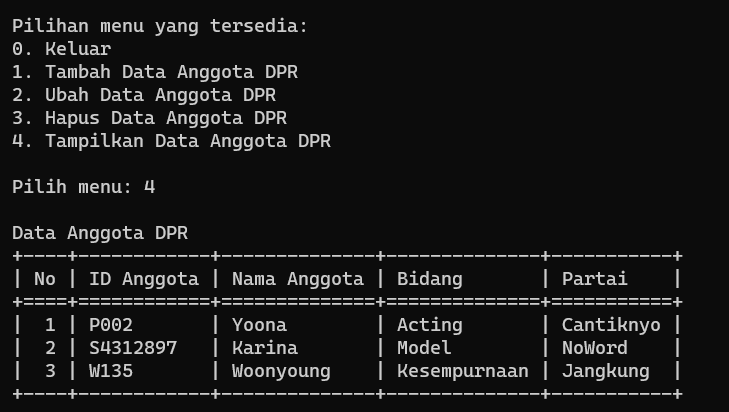 Pilihan menu yang tersedia:
0. Keluar
1. Tambah Data Anggota DPR
2. Ubah Data Anggota DPR
3. Hapus Data Anggota DPR
4. Tampilkan Data Anggota DPR
Pilih menu: 4
Data Anggota DPR
+----+------------+--------------+--------------+-----------+
| No | ID Anggota | Nama Anggota | Bidang       | Partai    |
+====+============+==============+==============+===========+
|  1 | P002       | Yoona        | Acting       | Cantiknyo |
|  2 | S4312897   | Karina       | Model        | NoWord    |
|  3 | W135       | Woonyoung    | Kesempurnaan | Jangkung  |
+----+------------+--------------+--------------+-----------+